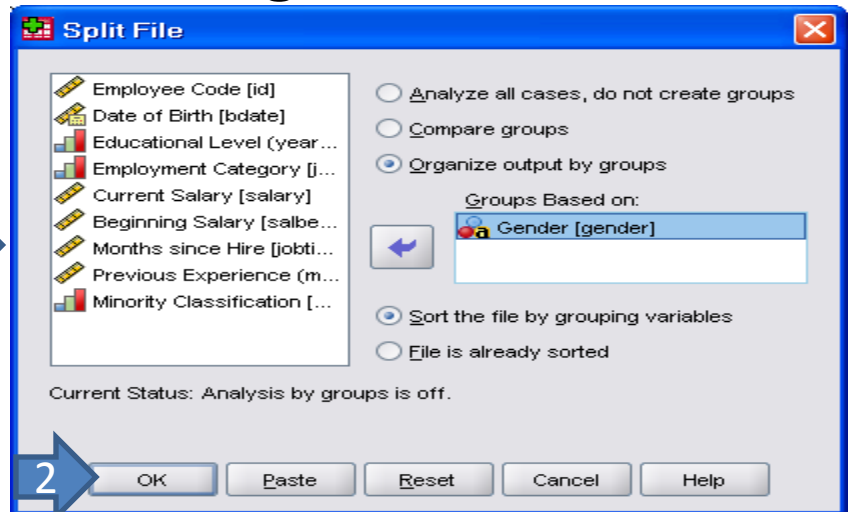 Split File
Employee Code [id]
Date of Birth [bdate]
Educational Level (year...
Employment Category [j...
Current Salary [salary]
Beginning Salary [salbe...
Months since Hire [jobti...
Previous Experience (m...
Minority Classification [...
Analyze all cases, do not create groups
Compare groups
Organize output by groups
Groups Based on:
a Gender [gender]
Sort the file by grouping variables
File is already sorted
Current Status: Analysis by groups is off.
2 OK Paste Reset Cancel Help